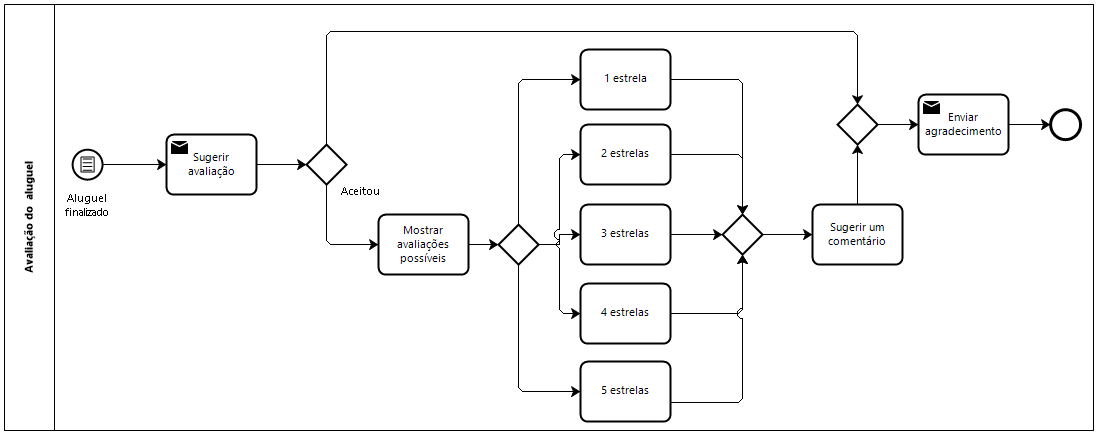 Avaliação do aluguel
Aluguel
finalizado
Sugerir
avaliação
Aceitou
Mostrar
avaliações
possíveis
1 estrela
2 estrelas
3 estrelas
4 estrelas
5 estrelas
Sugerir um
comentário
Enviar
agradecimento